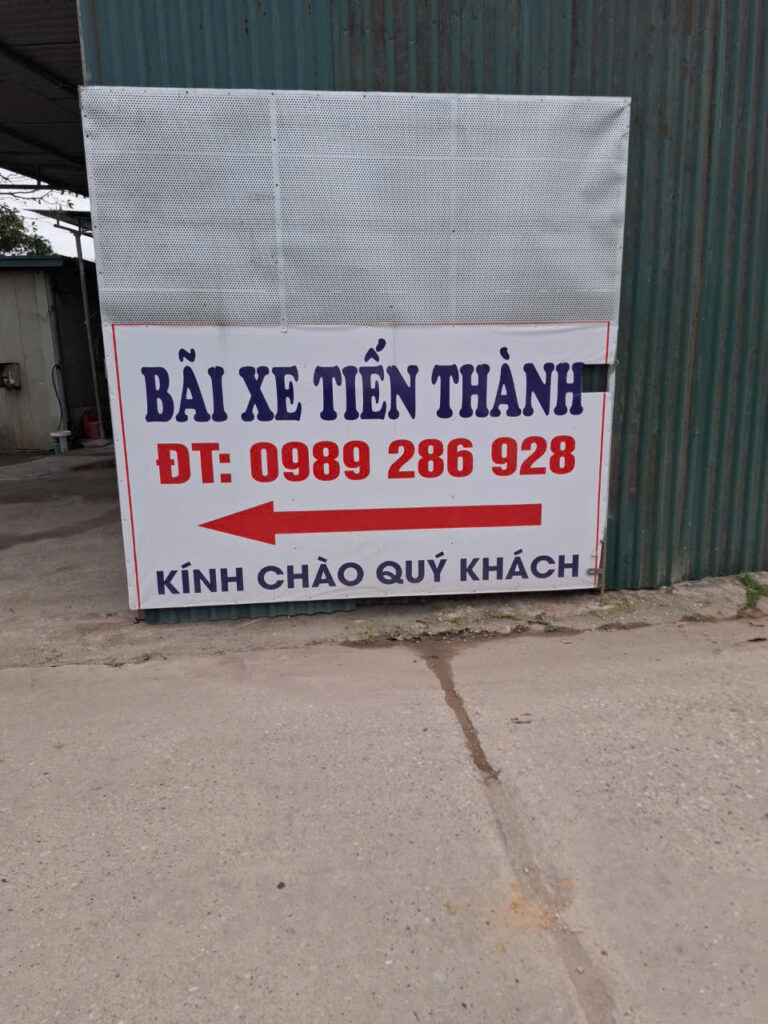 BÃI XE TIẾN THÀNH
ĐT: 0989 286 928
KÍNH CHÀO QUÝ KHÁCH